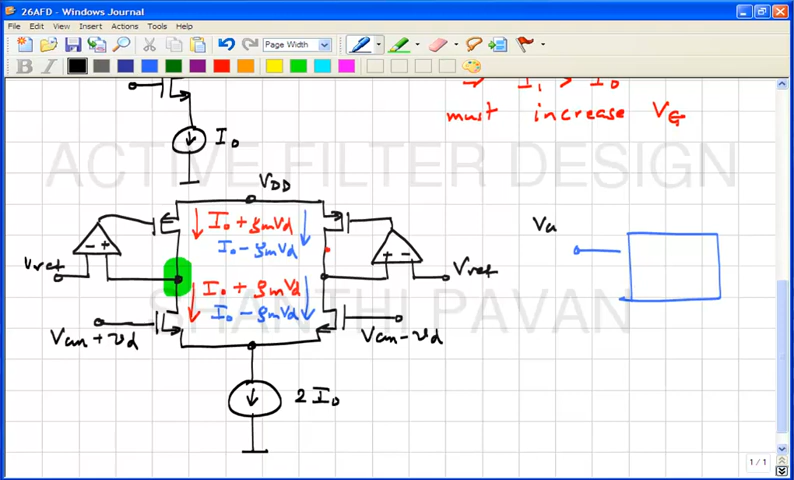 26AFD - Windows Journal
File Edit View Insert Actions Tools Help
Page Width
B I
⇒ I₁ > I₀
must increase V_G
I₀
ACTIVE FILTER DESIGN
VDD
I₀ + gmVd
I₀ - gmVd
Vref
Vref
Va
I₀ + gmVd
I₀ - gmVd
SHANTHI PAVAN
Vcm + vd
Vcm - vd
2 I₀
1 / 1